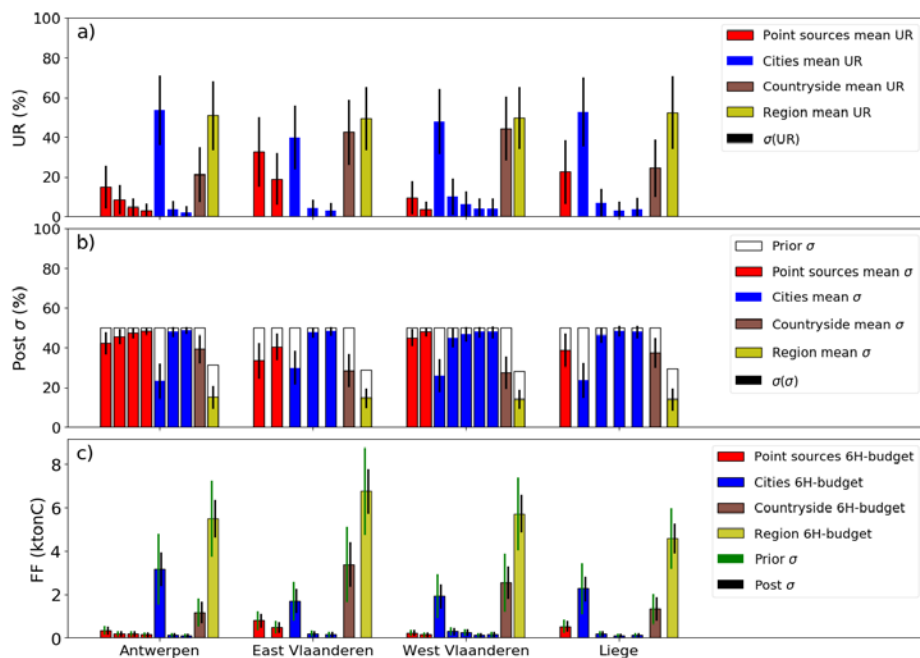 a)
UR (%)
100
80
60
40
20
0
Point sources mean UR
Cities mean UR
Countryside mean UR
Region mean UR
σ(UR)
b)
Post σ (%)
100
80
60
40
20
0
Prior σ
Point sources mean σ
Cities mean σ
Countryside mean σ
Region mean σ
σ(σ)
c)
FF (ktonC)
8
6
4
2
0
Point sources 6H-budget
Cities 6H-budget
Countryside 6H-budget
Region 6H-budget
Prior σ
Post σ
Antwerpen East Vlaanderen West Vlaanderen Liege